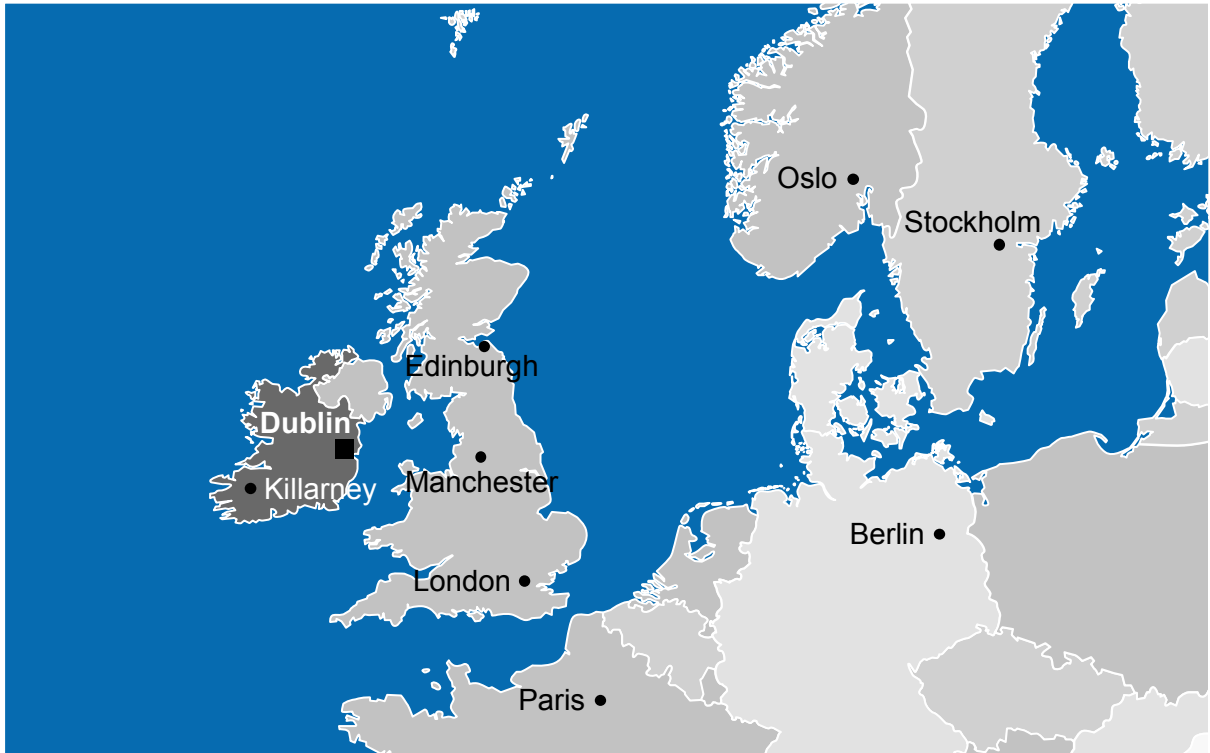 Oslo
Stockholm
Edinburgh
Dublin
Manchester
Killarney
Berlin
London
Paris